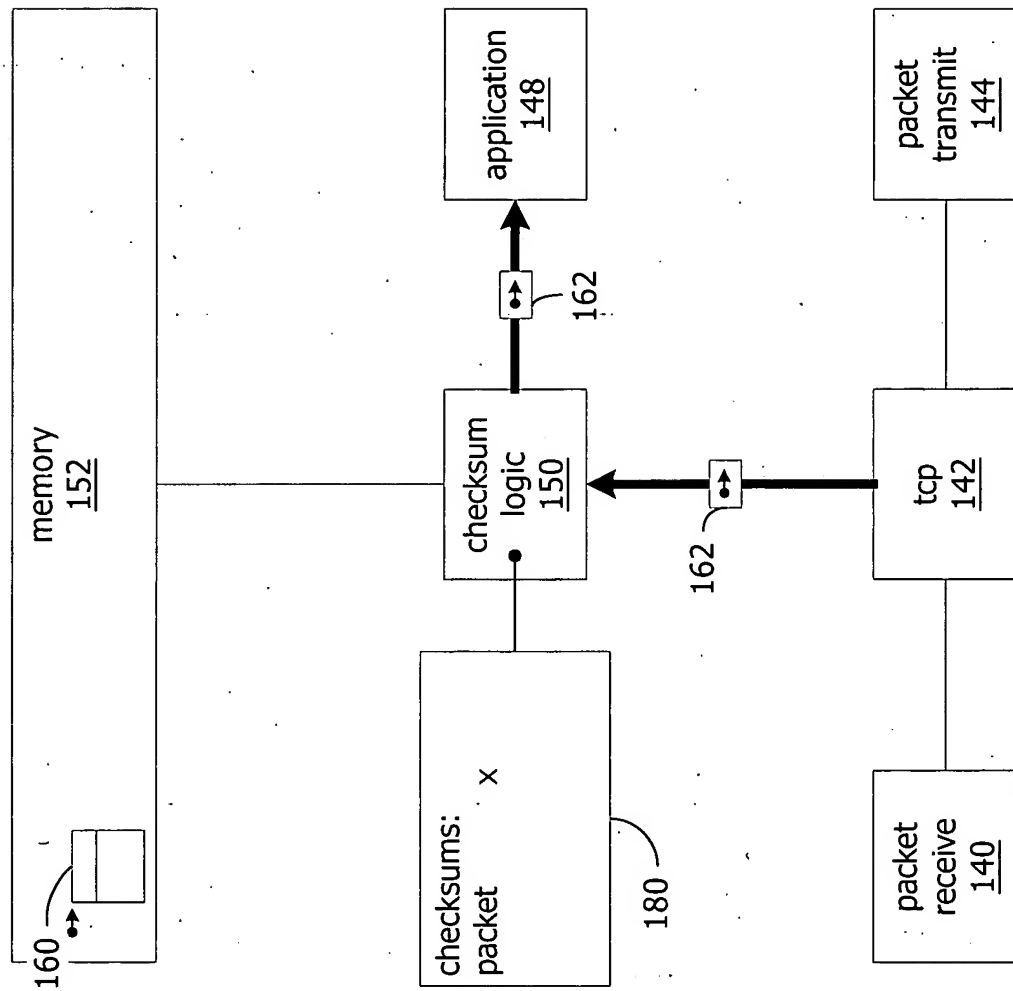 160
memory
152
checksums:
packet x
180
checksum
logic
150
162
application
148
162
packet
receive
140
tcp
142
packet
transmit
144